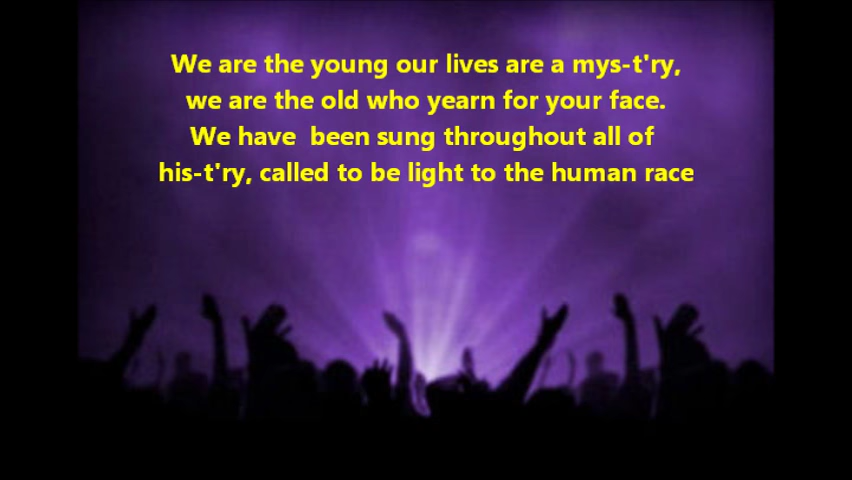 We are the young our lives are a mys-t'ry,
we are the old who yearn for your face.
We have  been sung throughout all of
his-t'ry, called to be light to the human race